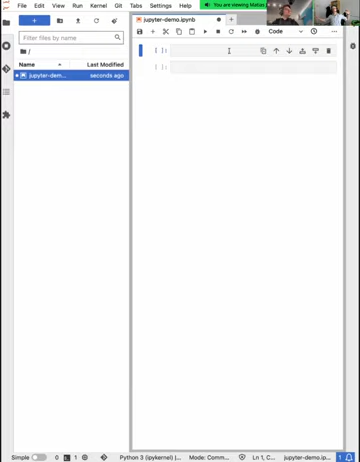 File Edit View Run Kernel Git Tabs Settings Help
You are viewing Matias
jupyter-demo.ipynb
Filter files by name
Code
/
Name Last Modified
jupyter-dem... seconds ago
[ ]:
[ ]:
Simple 0 1 Python 3 (ipykernel) |... Mode: Comm... Ln 1, C... jupyter-demo.ip... 1